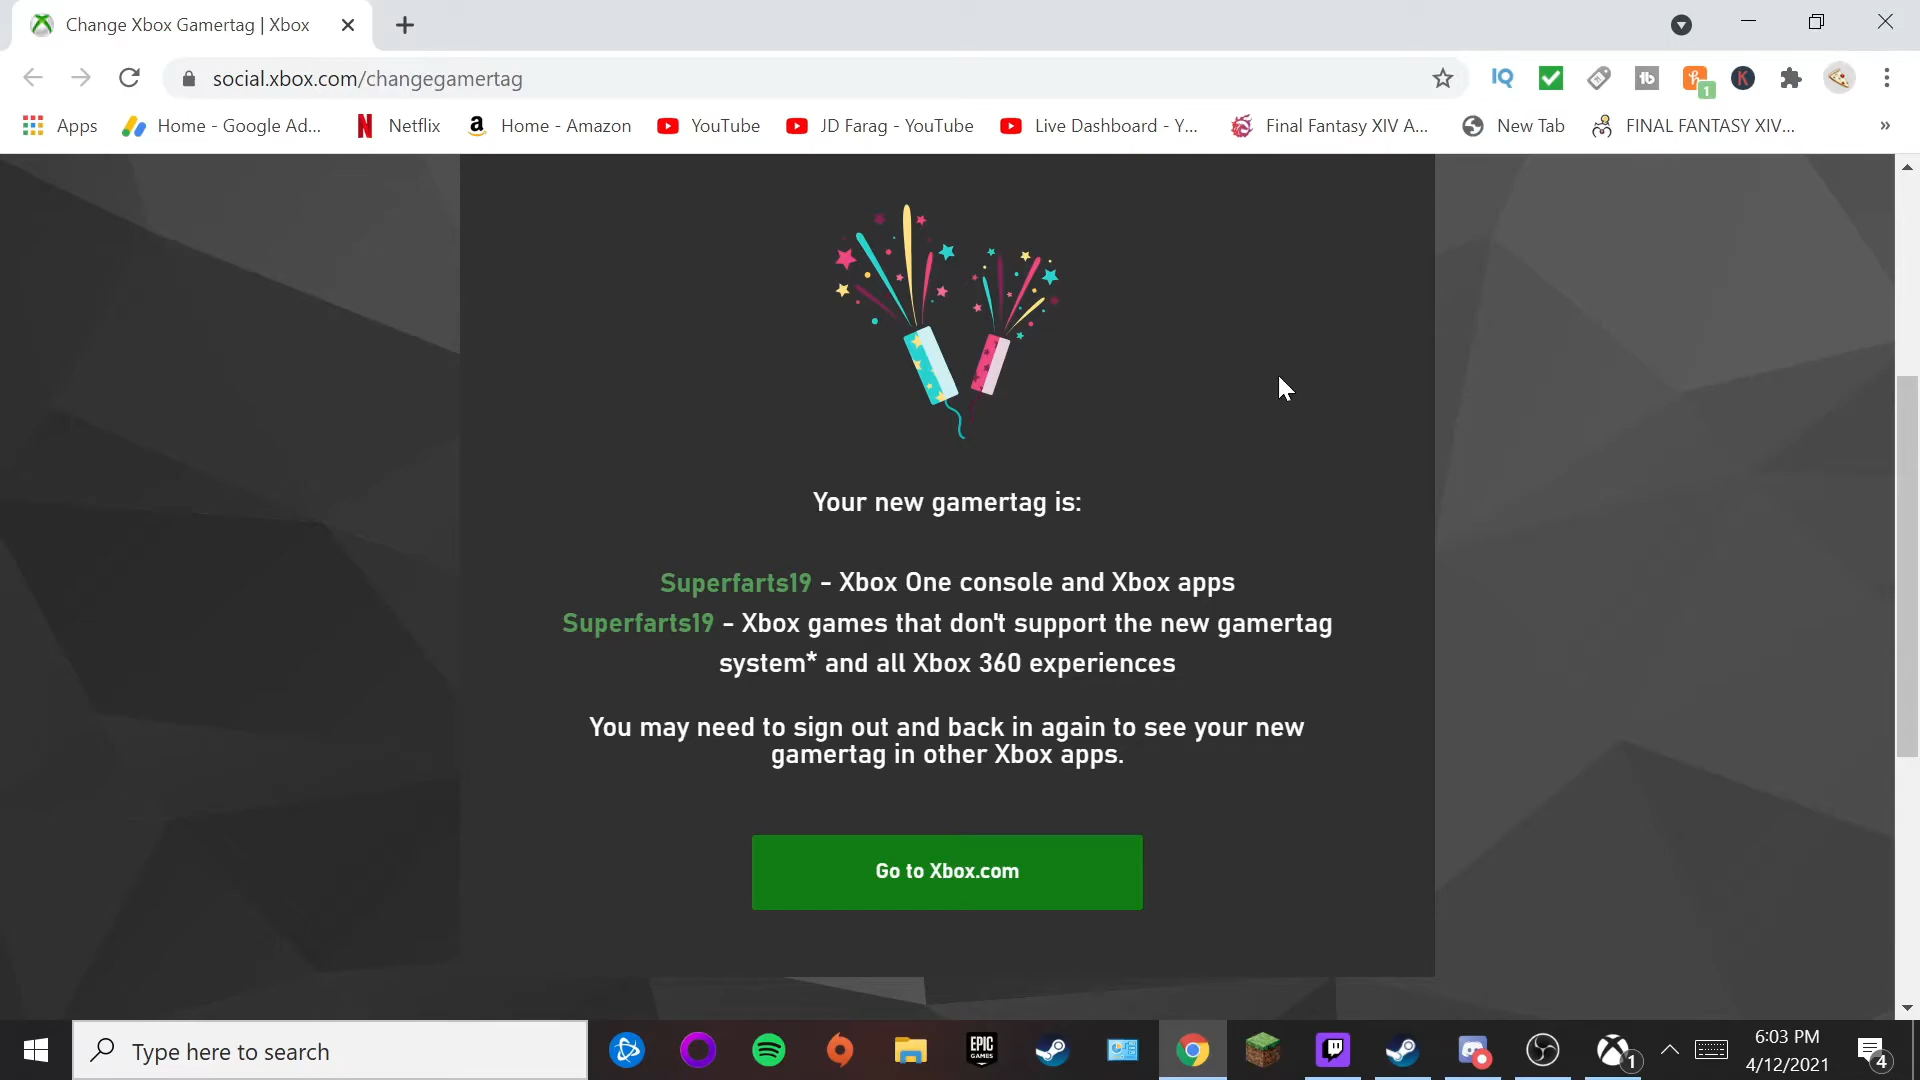 Change Xbox Gamertag | Xbox
social.xbox.com/changegamertag
IQ
tb
1
K
Apps
Home - Google Ad...
Netflix
Home - Amazon
YouTube
JD Farag - YouTube
Live Dashboard - Y...
Final Fantasy XIV A...
New Tab
FINAL FANTASY XIV...
»
Your new gamertag is:
Superfarts19 - Xbox One console and Xbox apps
Superfarts19 - Xbox games that don't support the new gamertag
system* and all Xbox 360 experiences
You may need to sign out and back in again to see your new
gamertag in other Xbox apps.
Go to Xbox.com
Type here to search
EPIC
GAMES
1
6:03 PM
4/12/2021
4